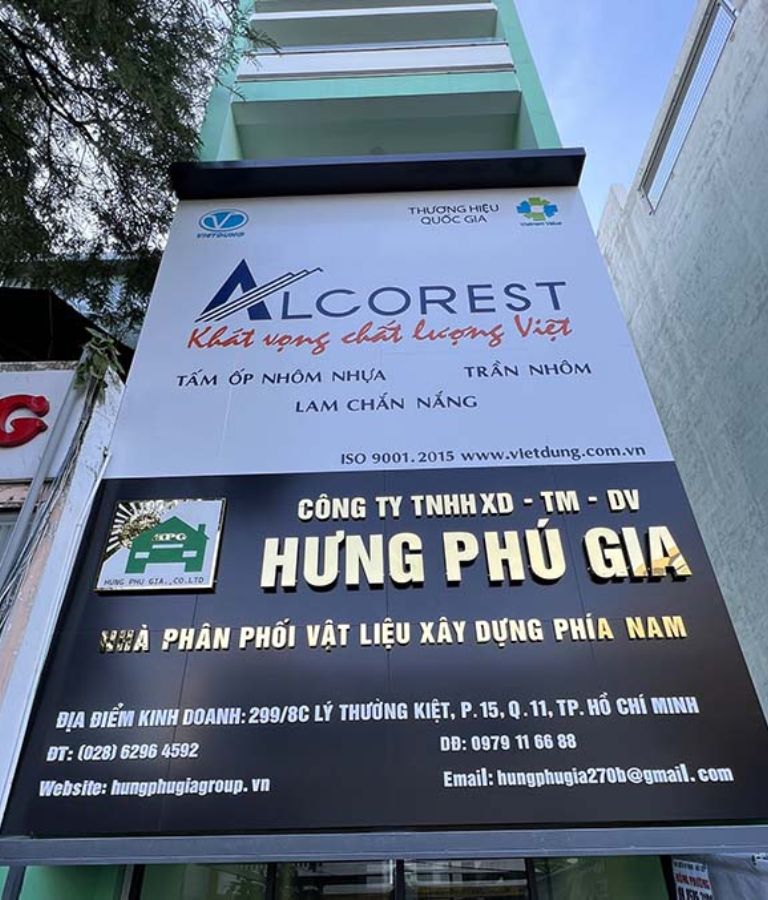 VIETDUNG
THƯƠNG HIỆU
QUỐC GIA
Vietnam Value
ALCOREST
Khát vọng chất lượng Việt
TẤM ỐP NHÔM NHỰA TRẦN NHÔM
LAM CHẮN NẮNG
ISO 9001.2015 www.vietdung.com.vn
HPG
HUNG PHU GIA.,CO.LTD
CÔNG TY TNHH XD - TM - DV
HƯNG PHÚ GIA
NHÀ PHÂN PHỐI VẬT LIỆU XÂY DỰNG PHÍA NAM
ĐỊA ĐIỂM KINH DOANH: 299/8C LÝ THƯỜNG KIỆT, P.15, Q.11, TP. HỒ CHÍ MINH
ĐT: (028) 6296 4592 DĐ: 0979 11 66 88
Website: hungphugiagroup.vn Email: hungphugia270b@gmail.com
G